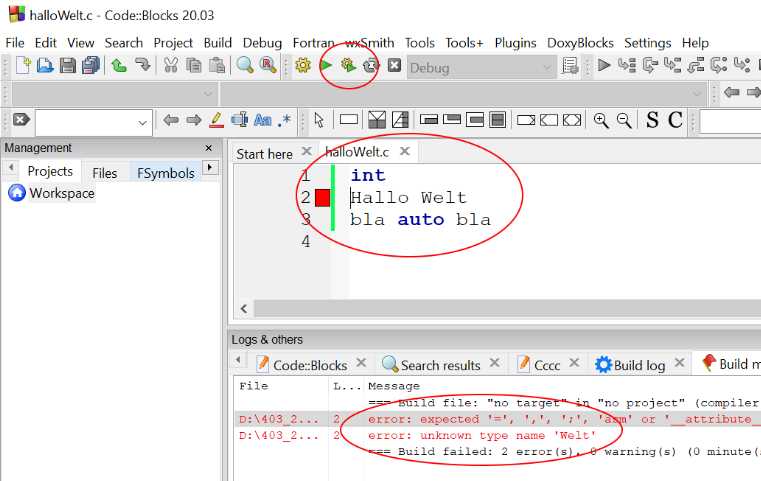 halloWelt.c - Code::Blocks 20.03
File Edit View Search Project Build Debug Fortran wxSmith Tools Tools+ Plugins DoxyBlocks Settings Help
Debug
Aa .* S C
Management
Projects Files FSymbols
Workspace
Start here halloWelt.c
1 int
2 Hallo Welt
3 bla auto bla
4
Logs & others
Code::Blocks Search results Cccc Build log Build m
File L... Message
=== Build file: "no target" in "no project" (compiler
D:\403_2... 2 error: expected '=', ',', ';', 'asm' or '__attribute_
D:\403_2... 2 error: unknown type name 'Welt'
=== Build failed: 2 error(s), 0 warning(s) (0 minute(s